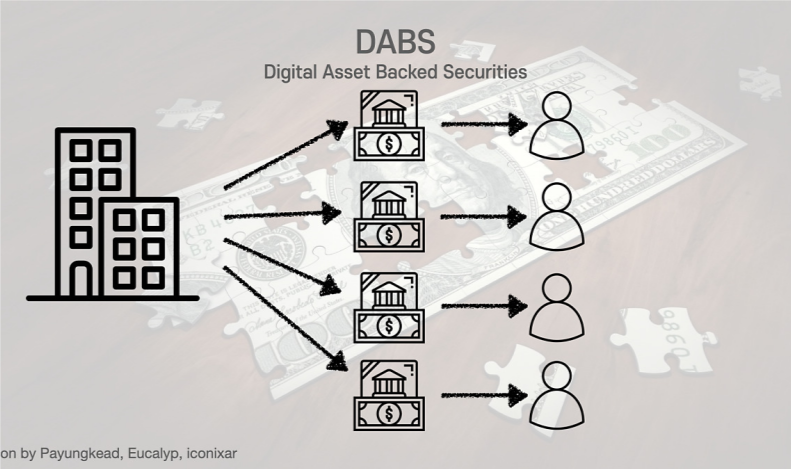 DABS
Digital Asset Backed Securities
on by Payungkead, Eucalyp, iconixar